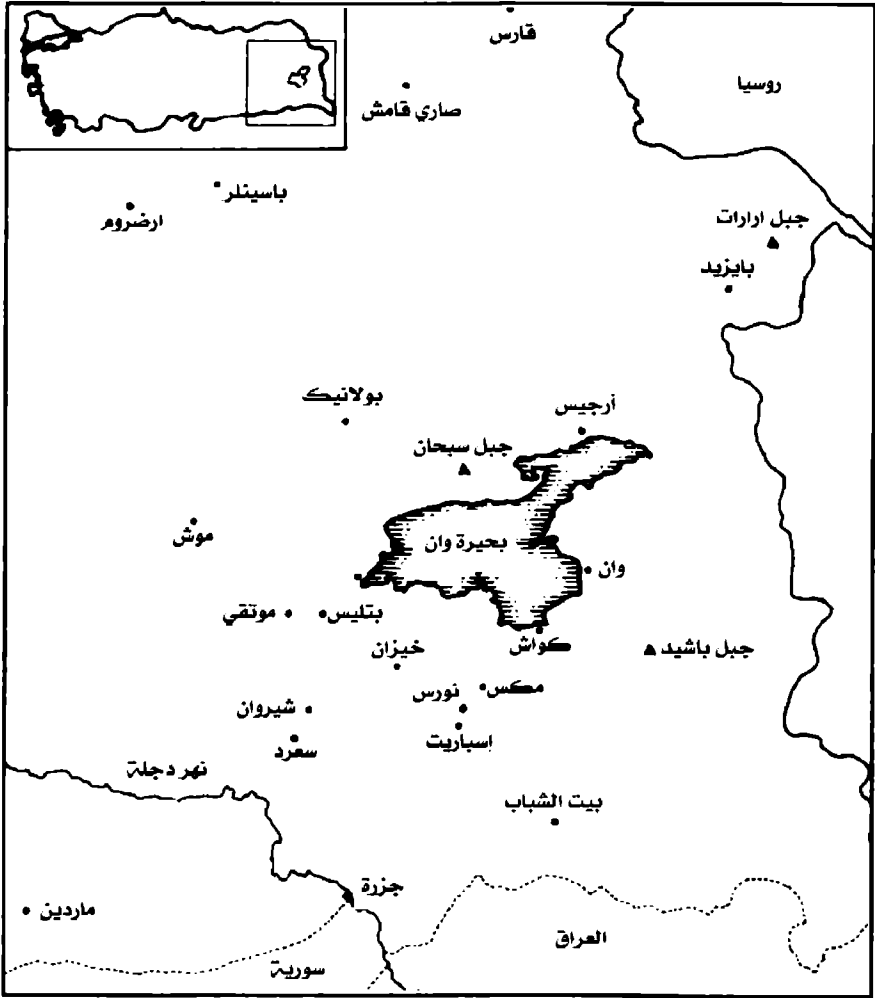 قارس
روسيا
صاري قامش
باسينلر
ارضروم
جبل ارارات
بايزيد
بولانيك
أرجيس
جبل سبحان
موش
بحيرة وان
وان
موتقي
بتليس
كواش
جبل باشيد
خيزان
مكس
نورس
شيروان
إسباريت
سعرد
نهر دجلة
بيت الشباب
جزرة
ماردين
العراق
سورية